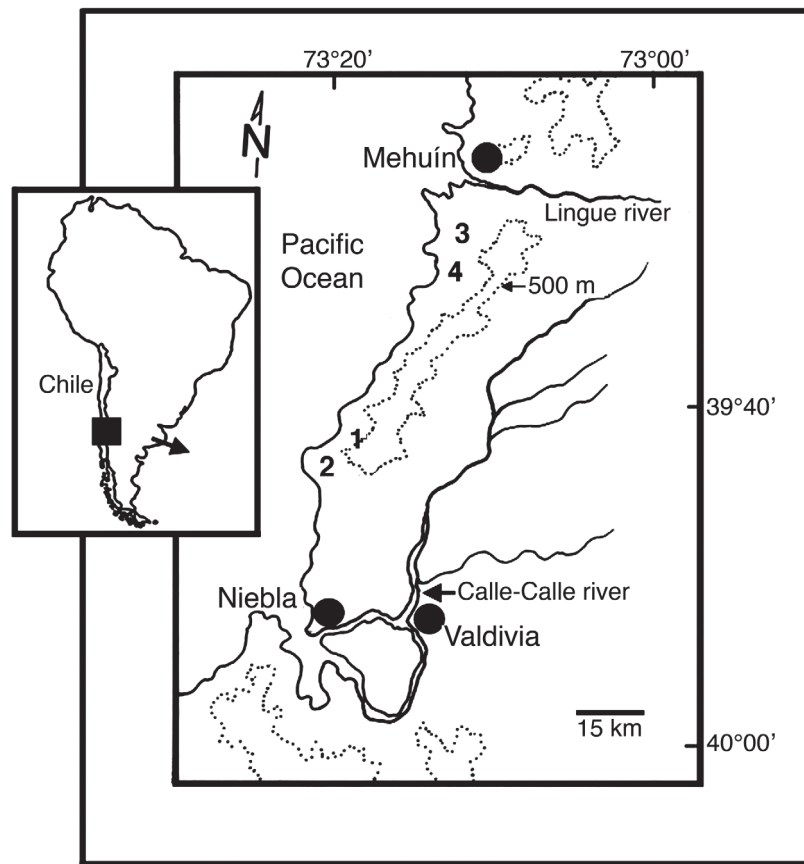 73°20’
73°00’
N
Mehuín
Lingue river
Pacific
Ocean
3
4
500 m
Chile
39°40’
1
2
Niebla
Calle-Calle river
Valdivia
15 km
40°00’